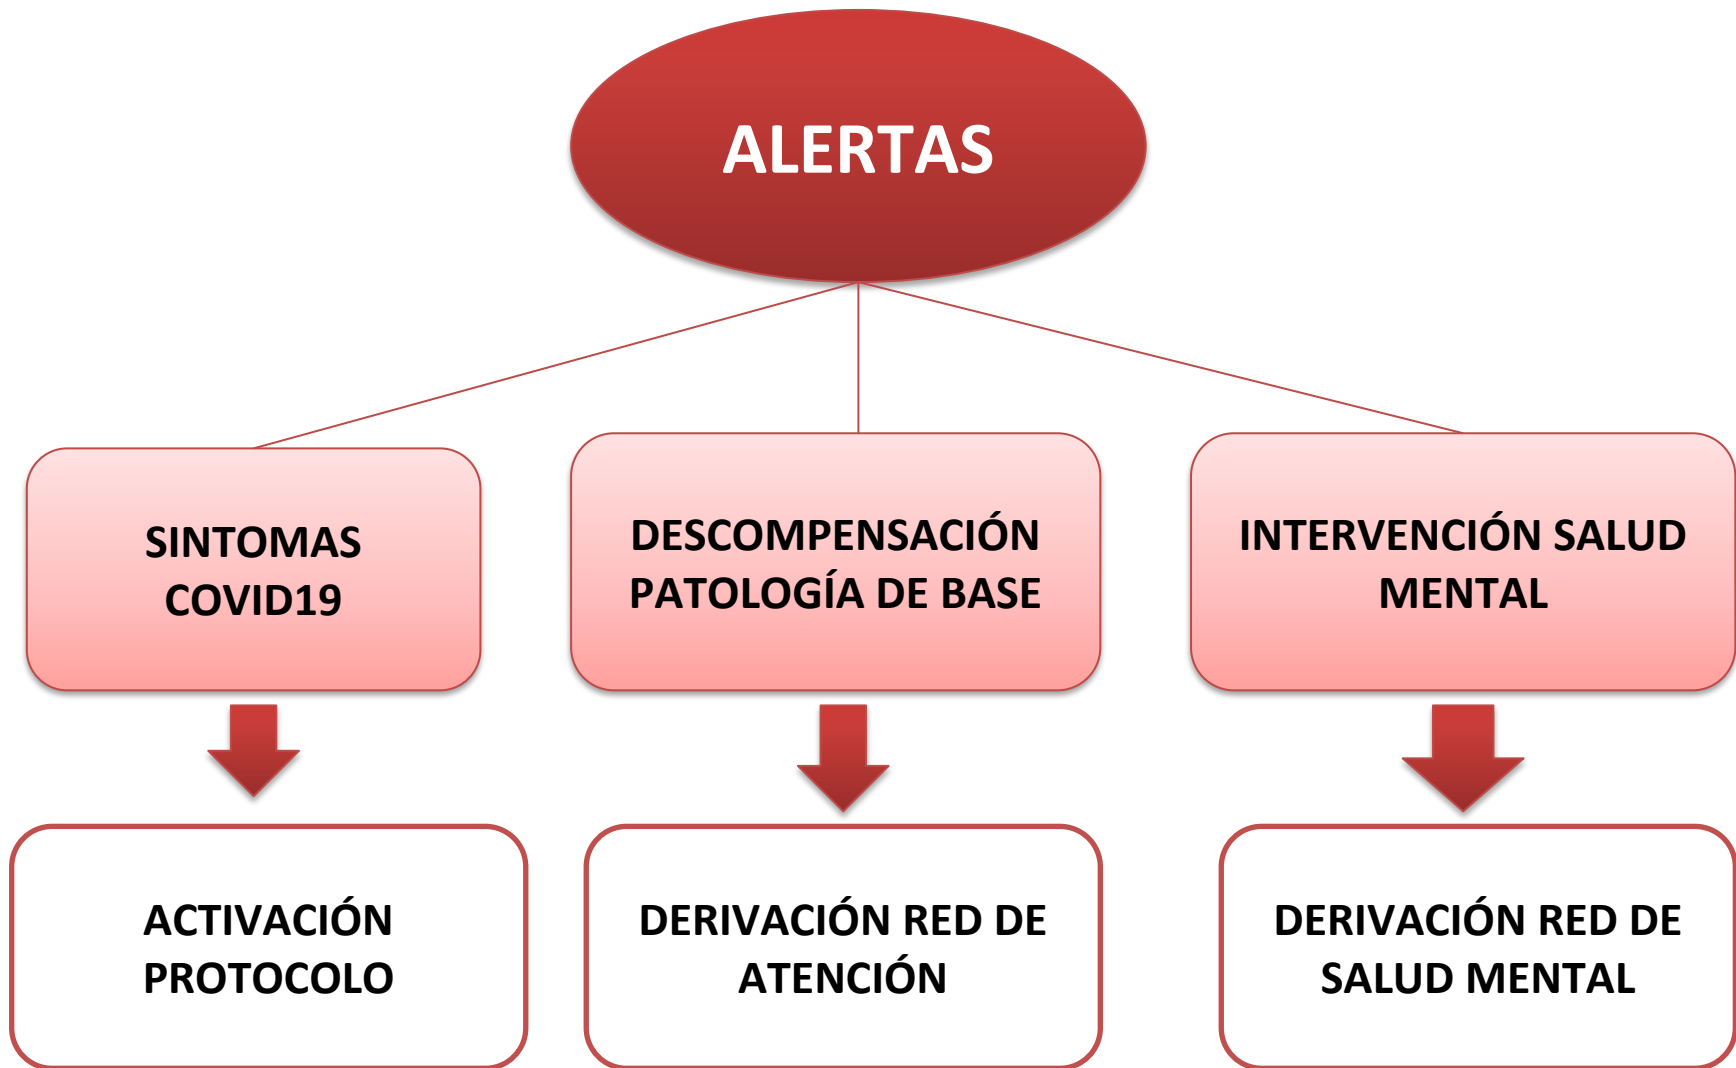 ALERTAS
SINTOMAS
COVID19
DESCOMPENSACIÓN
PATOLOGÍA DE BASE
INTERVENCIÓN SALUD
MENTAL
ACTIVACIÓN
PROTOCOLO
DERIVACIÓN RED DE
ATENCIÓN
DERIVACIÓN RED DE
SALUD MENTAL